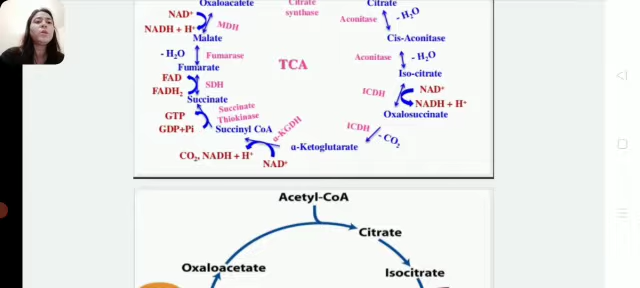 Oxaloacalete
Citrate
synthase
Citrate
NAD⁺
NADH + H⁺
MDH
Aconitase
- H₂O
Malate
Cis-Aconitase
- H₂O
Fumarase
Aconitase
- H₂O
Fumarate
TCA
Iso-citrate
FAD
FADH₂
SDH
ICDH
NAD⁺
NADH + H⁺
Succinate
Oxalosuccinate
GTP
GDP+Pi
Succinate
Thiokinase
ICDH
- CO₂
Succinyl CoA
α-KGDH
α-Ketoglutarate
CO₂, NADH + H⁺
NAD⁺
Acetyl-CoA
Citrate
Oxaloacetate
Isocitrate